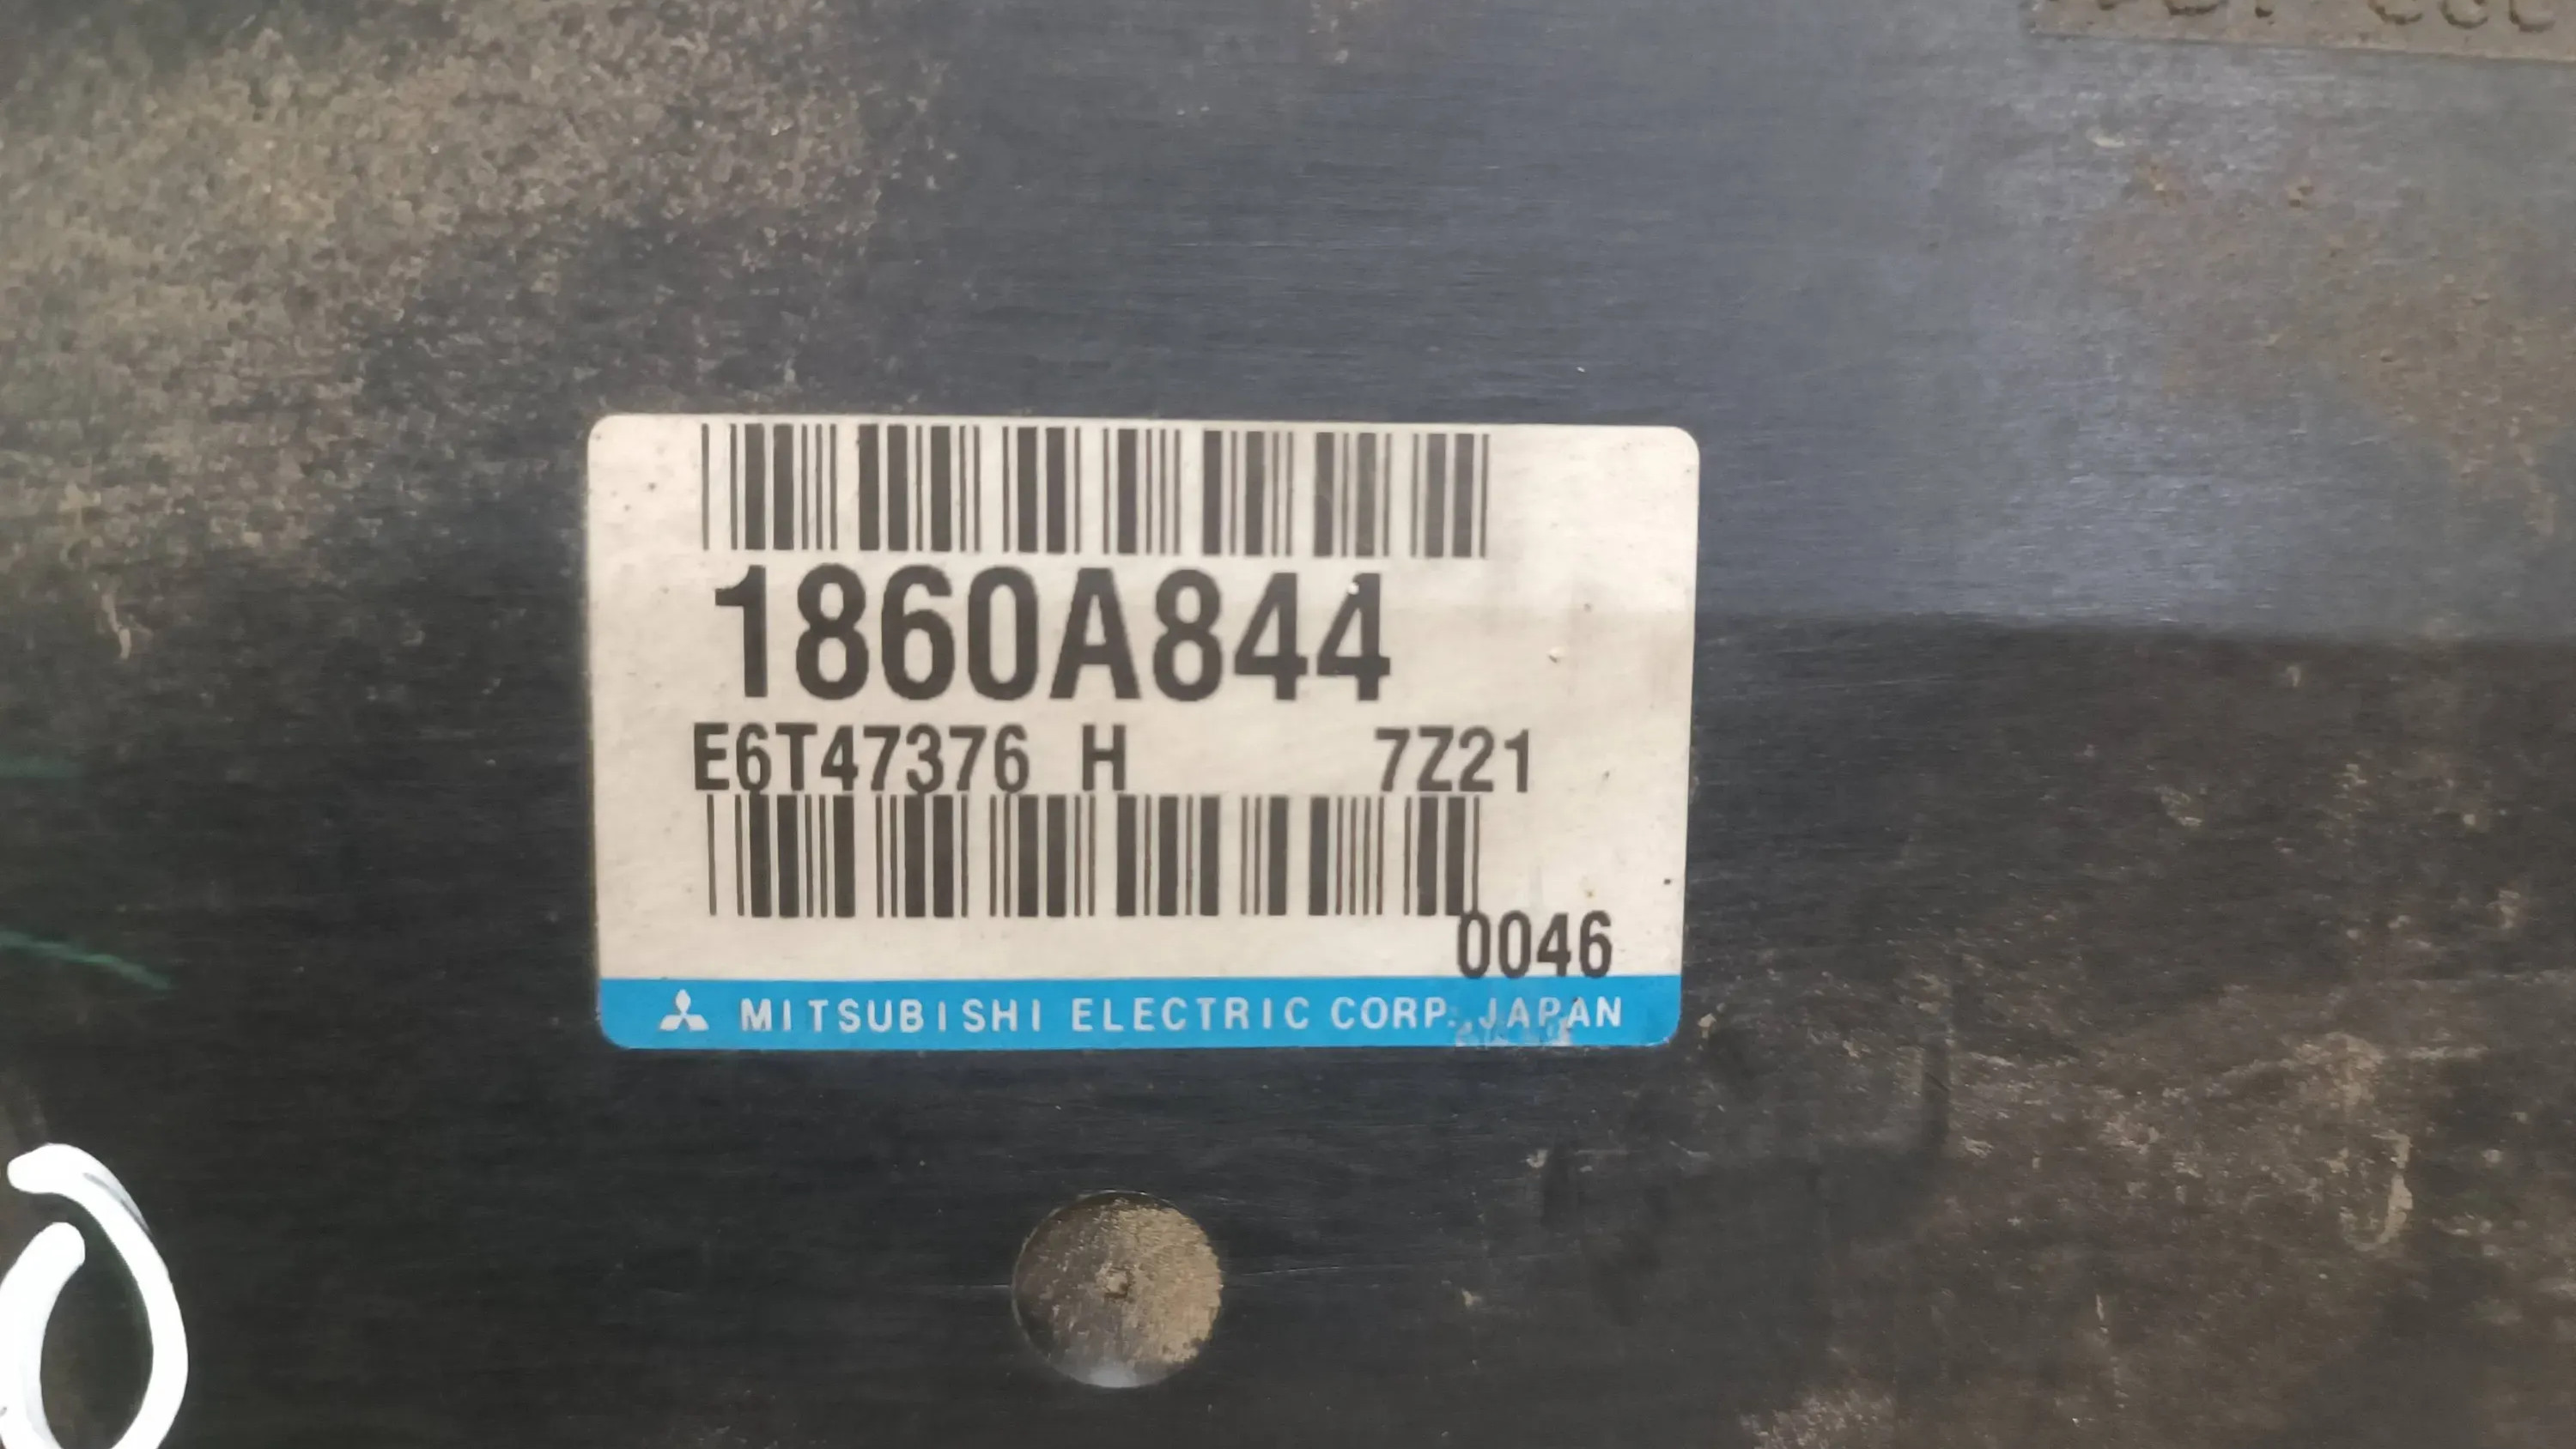 1860A844
E6T47376 H 7Z21
0046
MITSUBISHI ELECTRIC CORP. JAPAN